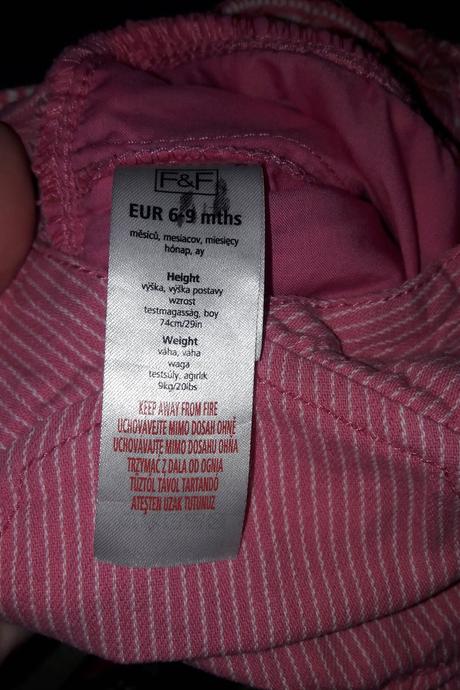 F&F
EUR 6-9 mths
měsíců, mesiacov, miesięcy
hónap, ay
Height
výška, výška postavy
wzrost
testmagasság, boy
74cm/29in
Weight
váha, váha
waga
testsúly, ağırlık
9kg/20lbs
KEEP AWAY FROM FIRE
UCHOVÁVEJTE MIMO DOSAH OHNĚ
UCHOVÁVAJTE MIMO DOSAHU OHŇA
TRZYMAĆ Z DALA OD OGNIA
TŰZTŐL TÁVOL TARTANDÓ
ATEŞTEN UZAK TUTUNUZ